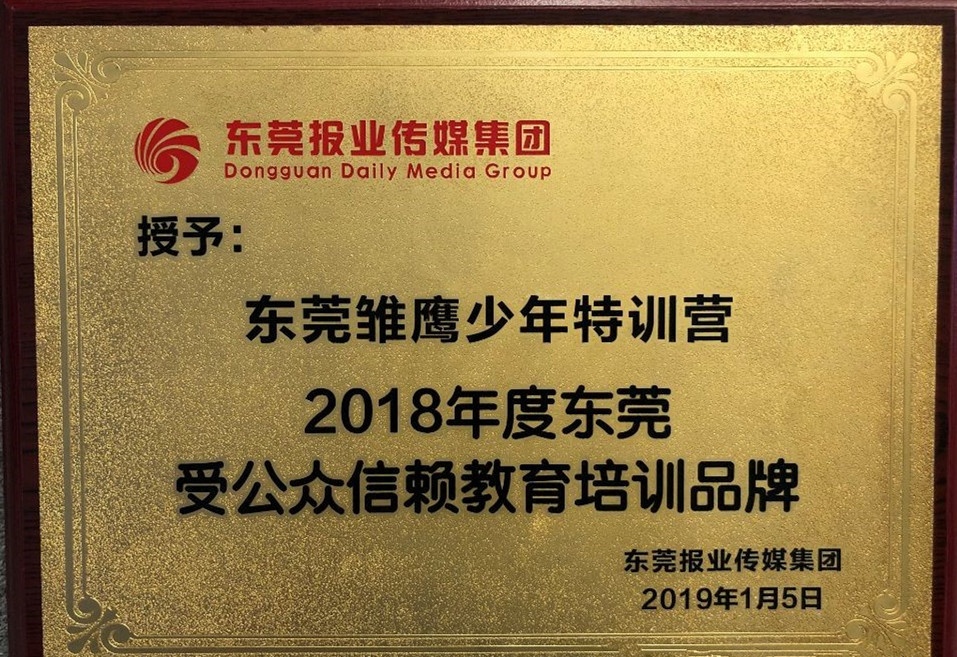 东莞报业传媒集团
Dongguan Daily Media Group
授予：
东莞雏鹰少年特训营
2018年度东莞
受公众信赖教育培训品牌
东莞报业传媒集团
2019年1月5日